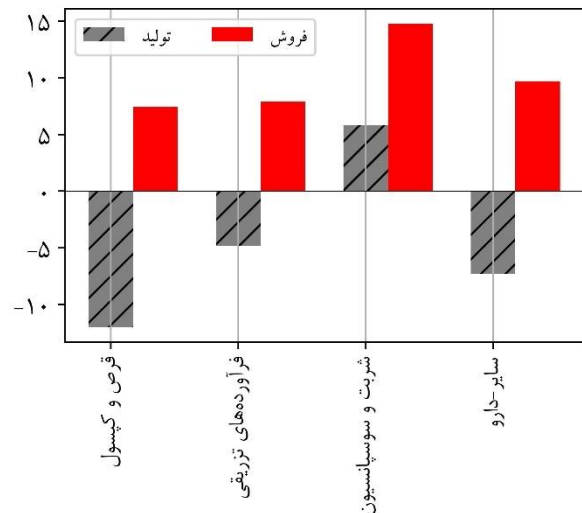 تولید
فروش
۱۵
۱۰
۵
۰
−۵
−۱۰
قرص و کپسول
فرآورده‌های تزریقی
شربت و سوسپانسیون
سایر-دارو